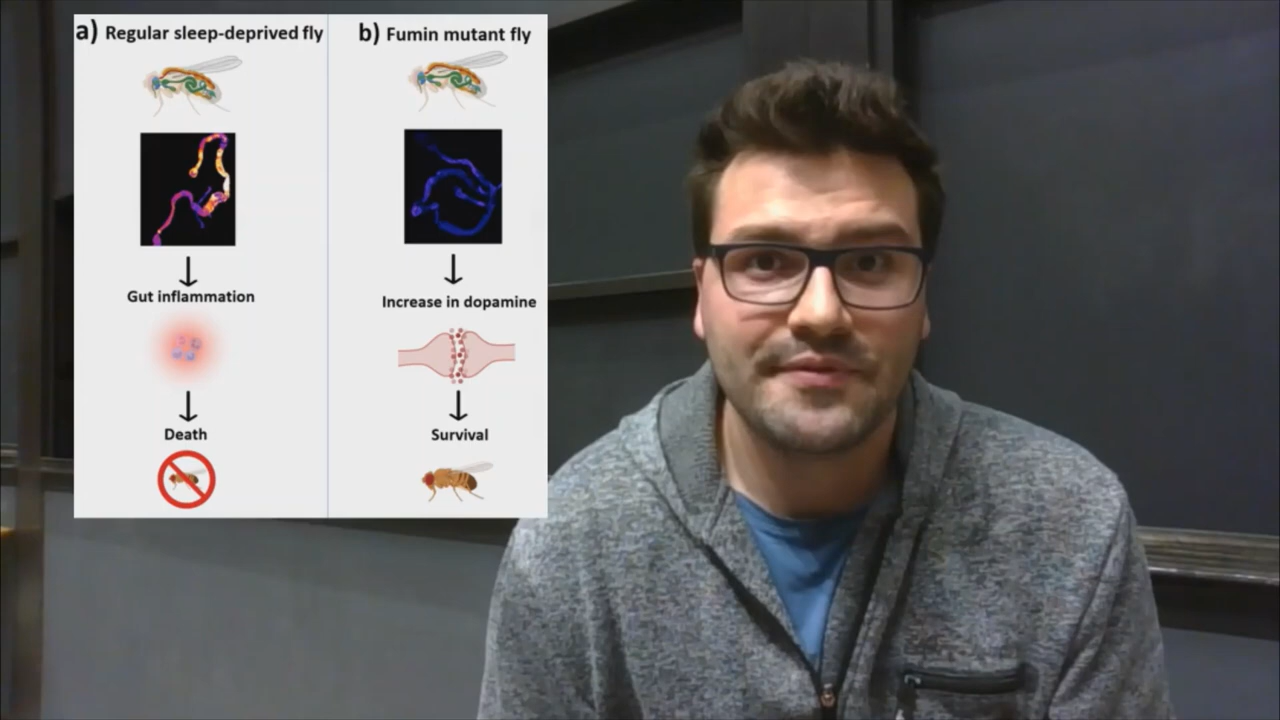 a) Regular sleep-deprived fly
Gut inflammation
Death
b) Fumin mutant fly
Increase in dopamine
Survival